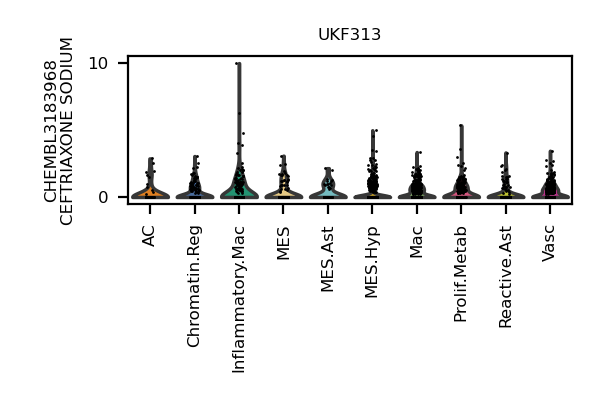 UKF313
CHEMBL3183968
CEFTRIAXONE SODIUM
10
0
AC
Chromatin.Reg
Inflammatory.Mac
MES
MES.Ast
MES.Hyp
Mac
Prolif.Metab
Reactive.Ast
Vasc